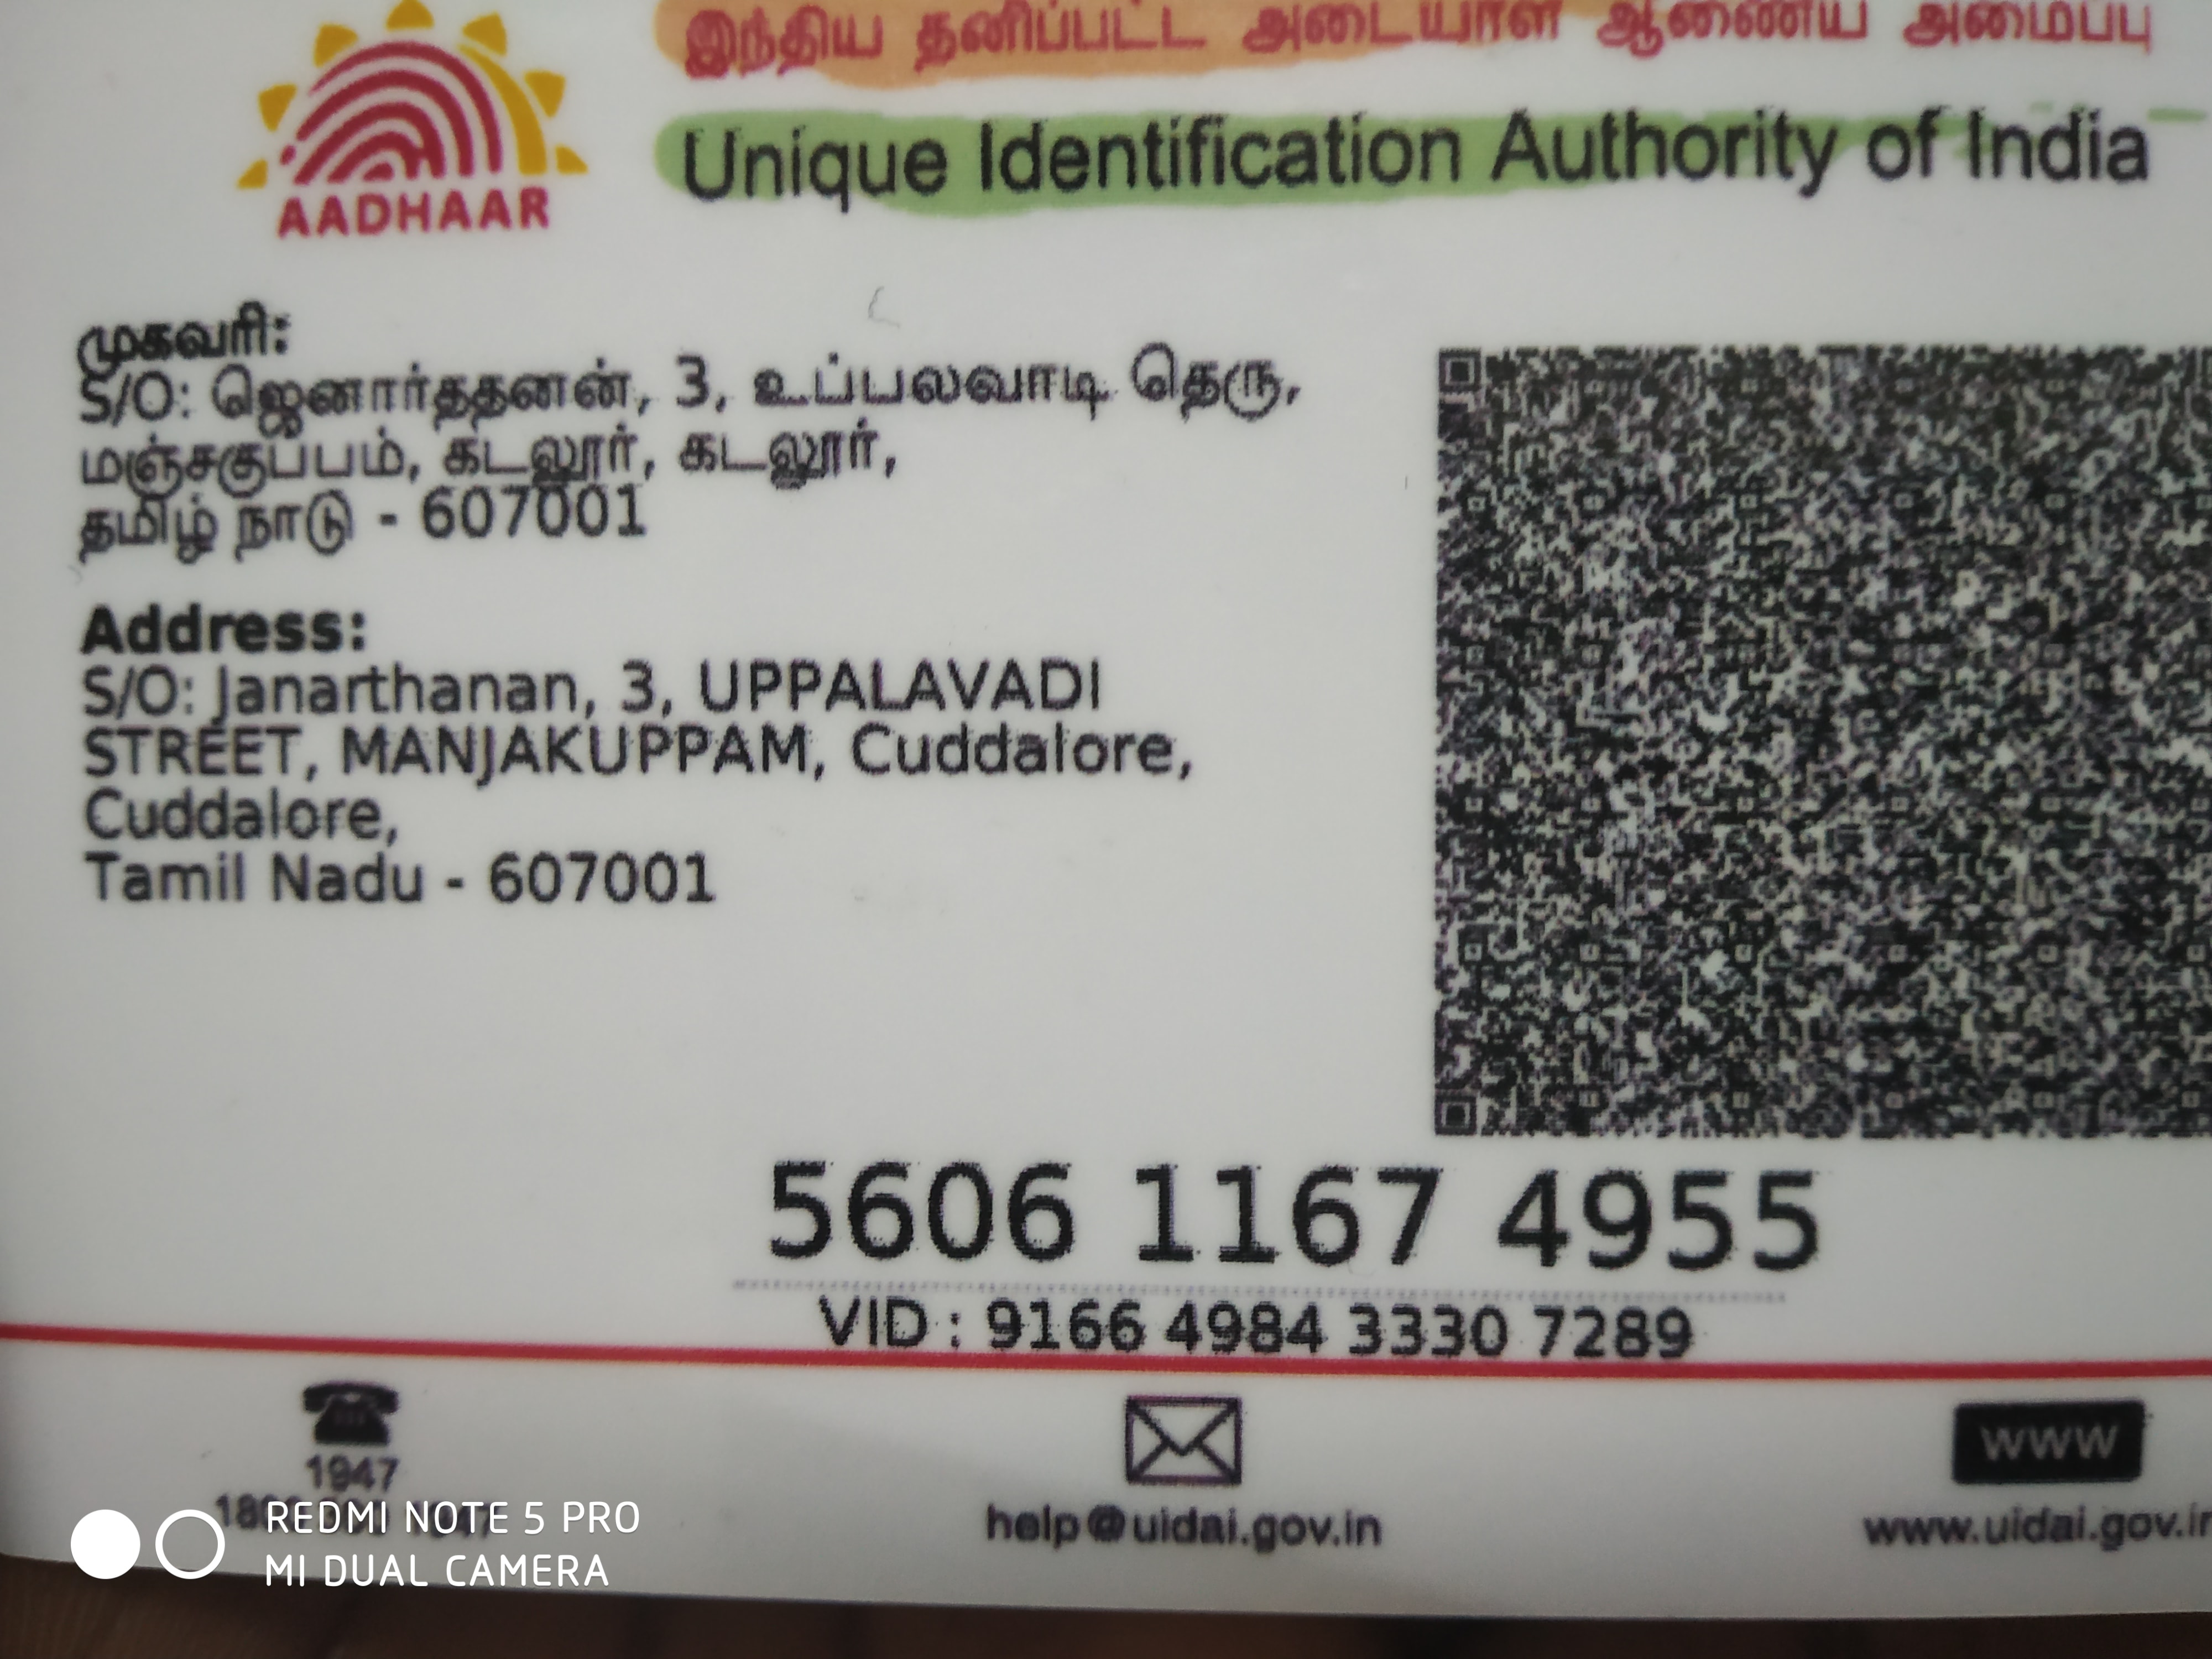 இந்திய தனிப்பட்ட அடையாள ஆணைய அமைப்பு
Unique Identification Authority of India
AADHAAR
முகவரி:
S/O: ஜெனார்த்தனன், 3, உப்பலவாடி தெரு,
மஞ்சகுப்பம், கடலூர், கடலூர்,
தமிழ் நாடு - 607001
Address:
S/O: Janarthanan, 3, UPPALAVADI
STREET, MANJAKUPPAM, Cuddalore,
Cuddalore,
Tamil Nadu - 607001
5606 1167 4955
VID : 9166 4984 3330 7289
1947
help@uidai.gov.in
WWW
www.uidai.gov.in
REDMI NOTE 5 PRO
MI DUAL CAMERA